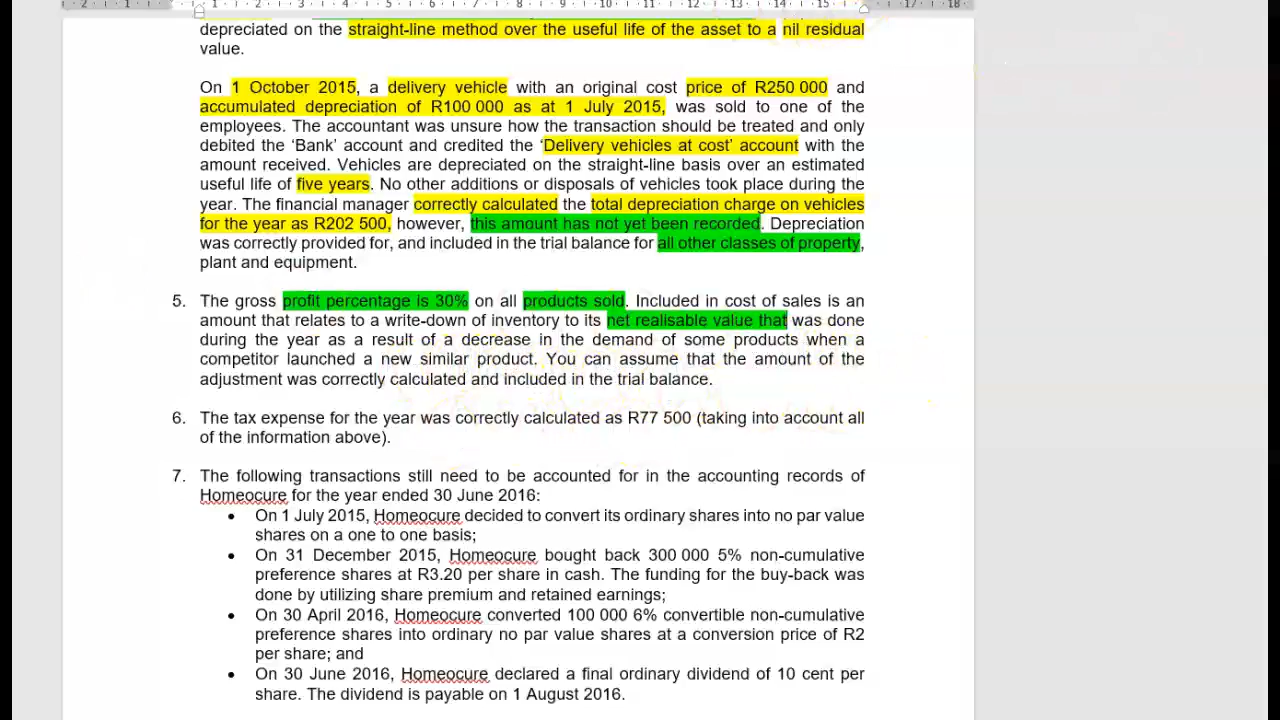 2 · 1 · 1 · 2 · 3 · 4 · 5 · 6 · 7 · 8 · 9 · 10 · 11 · 12 · 13 · 14 · 15 · 17 · 18
depreciated on the straight-line method over the useful life of the asset to a nil residual
value.
On 1 October 2015, a delivery vehicle with an original cost price of R250 000 and
accumulated depreciation of R100 000 as at 1 July 2015, was sold to one of the
employees. The accountant was unsure how the transaction should be treated and only
debited the ‘Bank’ account and credited the ‘Delivery vehicles at cost’ account with the
amount received. Vehicles are depreciated on the straight-line basis over an estimated
useful life of five years. No other additions or disposals of vehicles took place during the
year. The financial manager correctly calculated the total depreciation charge on vehicles
for the year as R202 500, however, this amount has not yet been recorded. Depreciation
was correctly provided for, and included in the trial balance for all other classes of property,
plant and equipment.
5. The gross profit percentage is 30% on all products sold. Included in cost of sales is an
amount that relates to a write-down of inventory to its net realisable value that was done
during the year as a result of a decrease in the demand of some products when a
competitor launched a new similar product. You can assume that the amount of the
adjustment was correctly calculated and included in the trial balance.
6. The tax expense for the year was correctly calculated as R77 500 (taking into account all
of the information above).
7. The following transactions still need to be accounted for in the accounting records of
Homeocure for the year ended 30 June 2016:
• On 1 July 2015, Homeocure decided to convert its ordinary shares into no par value
shares on a one to one basis;
• On 31 December 2015, Homeocure bought back 300 000 5% non-cumulative
preference shares at R3.20 per share in cash. The funding for the buy-back was
done by utilizing share premium and retained earnings;
• On 30 April 2016, Homeocure converted 100 000 6% convertible non-cumulative
preference shares into ordinary no par value shares at a conversion price of R2
per share; and
• On 30 June 2016, Homeocure declared a final ordinary dividend of 10 cent per
share. The dividend is payable on 1 August 2016.